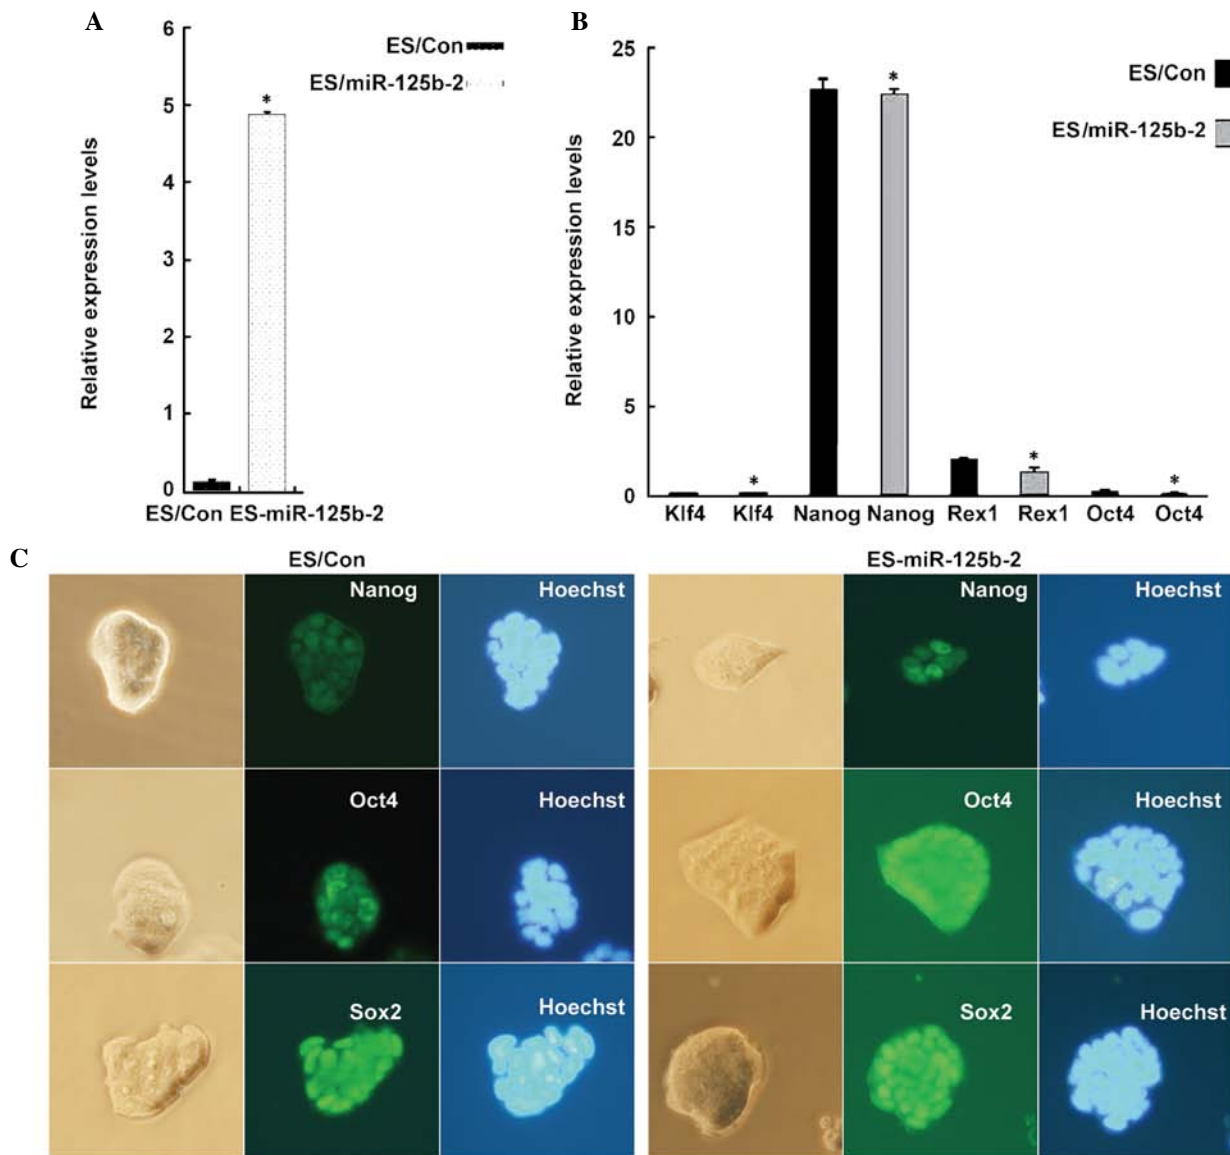 A
ES/Con
ES/miR-125b-2
*
Relative expression levels
6
5
4
3
2
1
0
ES/Con ES-miR-125b-2
B
ES/Con
ES/miR-125b-2
Relative expression levels
25
20
15
10
5
0
*
*
*
*
Klf4 Klf4 Nanog Nanog Rex1 Rex1 Oct4 Oct4
C
ES/Con
ES-miR-125b-2
Nanog Hoechst Nanog Hoechst
Oct4 Hoechst Oct4 Hoechst
Sox2 Hoechst Sox2 Hoechst